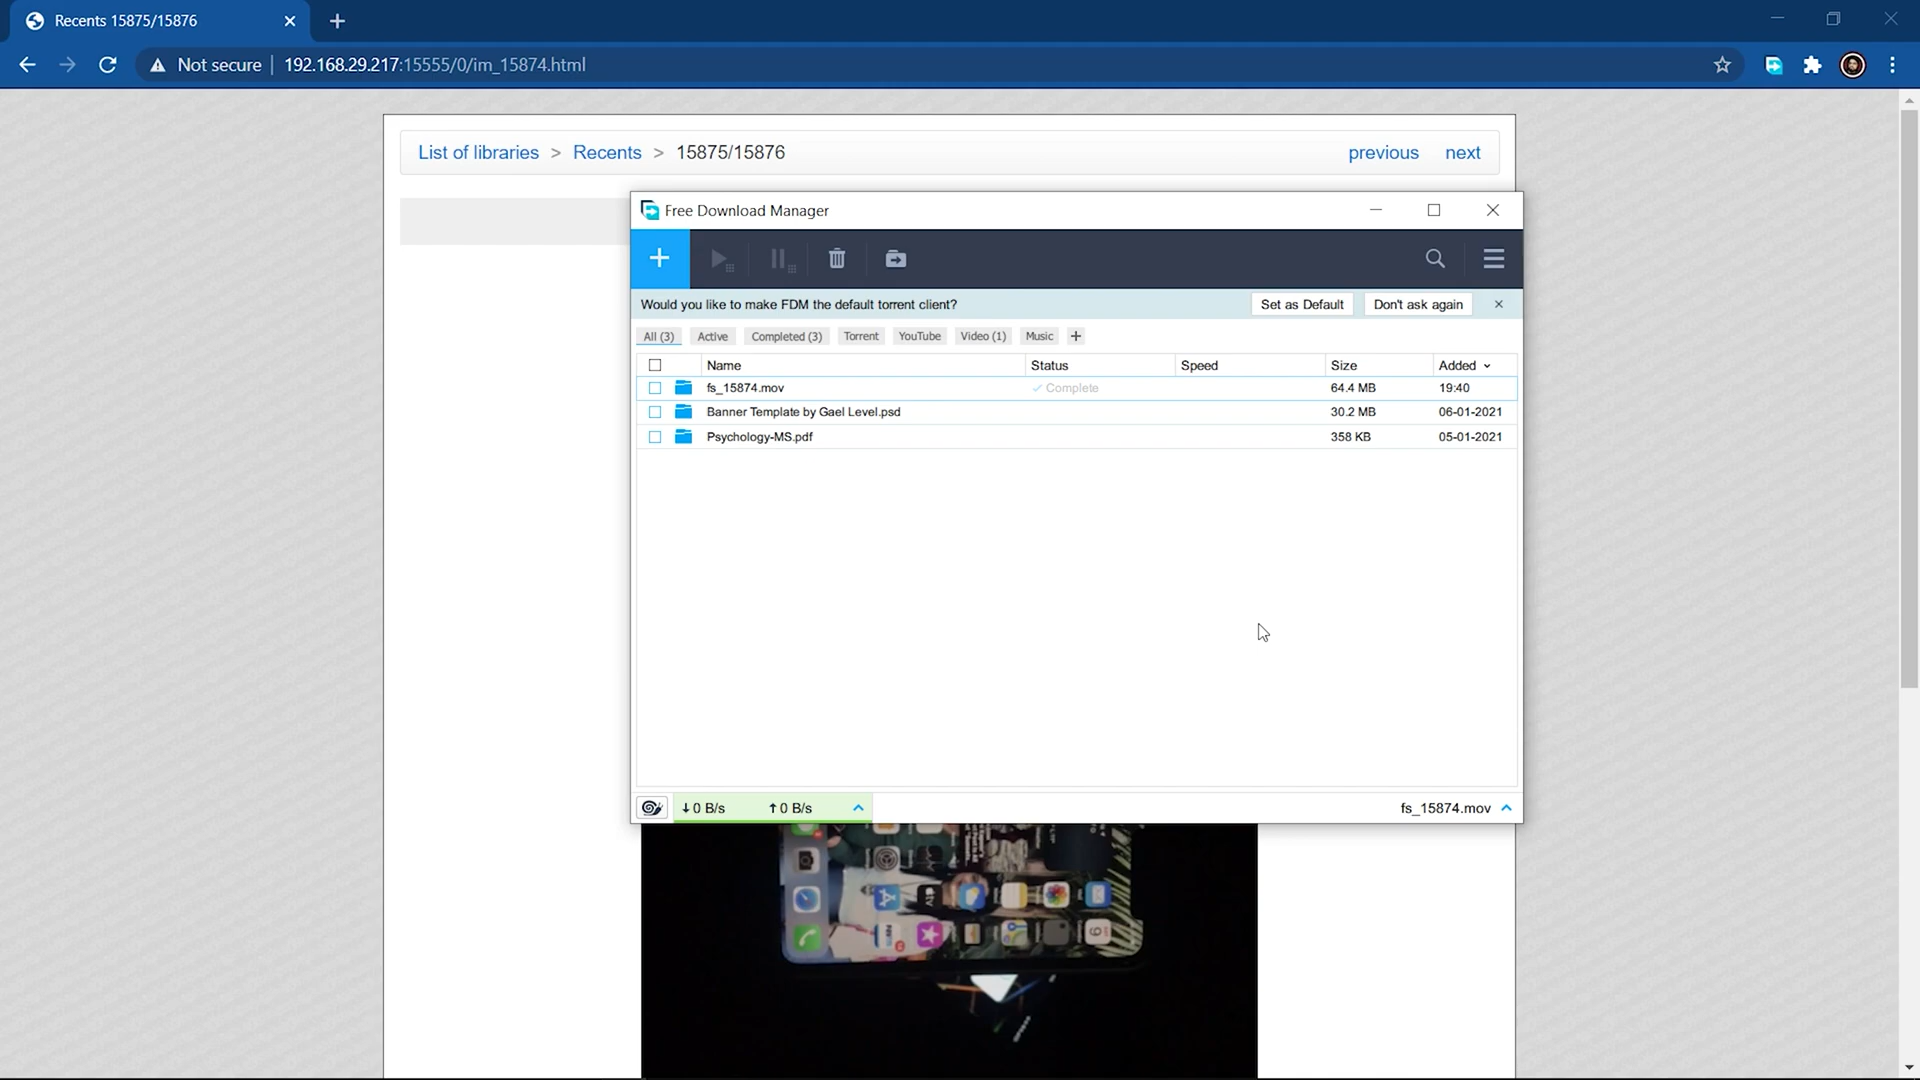 Recents 15875/15876
Not secure 192.168.29.217:15555/0/im_15874.html
List of libraries > Recents > 15875/15876 previous next
Free Download Manager
Would you like to make FDM the default torrent client? Set as Default Don't ask again
All (3) Active Completed (3) Torrent YouTube Video (1) Music
Name Status Speed Size Added
fs_15874.mov Complete 64.4 MB 19:40
Banner Template by Gael Level.psd 30.2 MB 06-01-2021
Psychology-MS.pdf 358 KB 05-01-2021
0 B/s 0 B/s fs_15874.mov